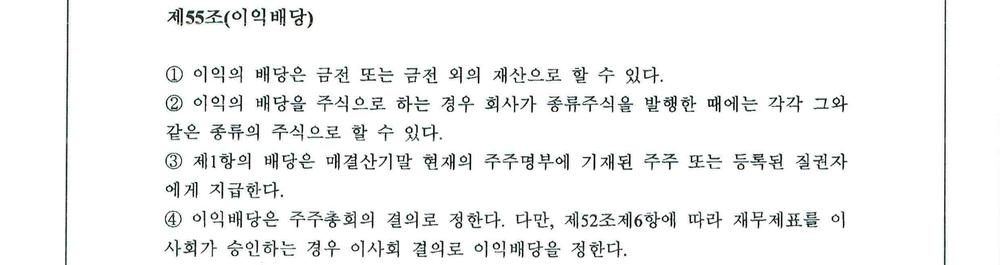 제55조(이익배당)
① 이익의 배당은 금전 또는 금전 외의 재산으로 할 수 있다.
② 이익의 배당을 주식으로 하는 경우 회사가 종류주식을 발행한 때에는 각각 그와
같은 종류의 주식으로 할 수 있다.
③ 제1항의 배당은 매결산기말 현재의 주주명부에 기재된 주주 또는 등록된 질권자
에게 지급한다.
④ 이익배당은 주주총회의 결의로 정한다. 다만, 제52조제6항에 따라 재무제표를 이
사회가 승인하는 경우 이사회 결의로 이익배당을 정한다.